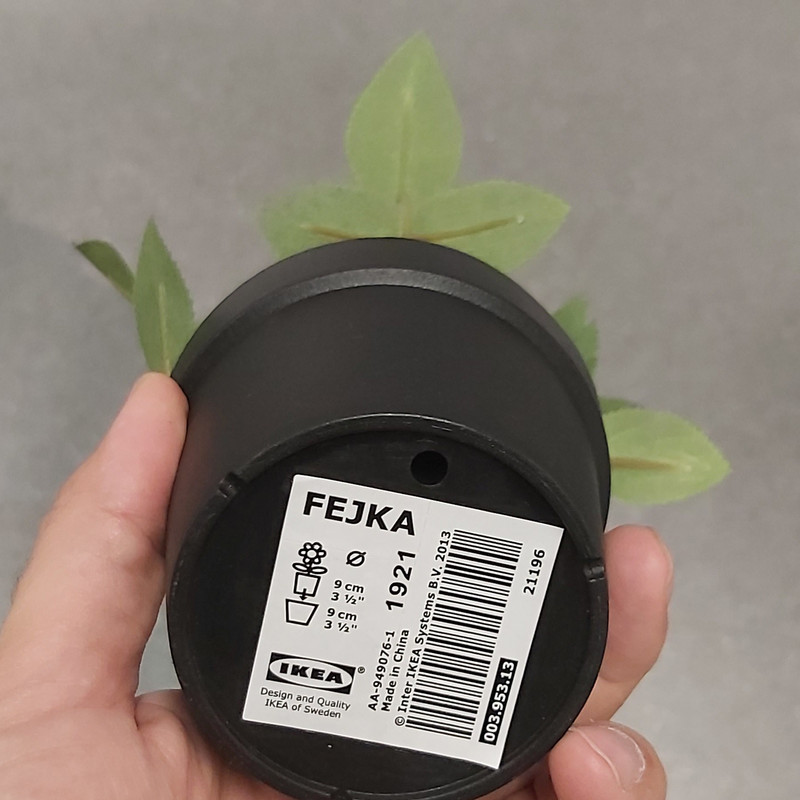 FEJKA
Ø
9 cm
3 ½"
9 cm
3 ½"
IKEA®
Design and Quality
IKEA of Sweden
1921
AA-949076-1
Made in China
© Inter IKEA Systems B.V. 2013
21196
003.953.13